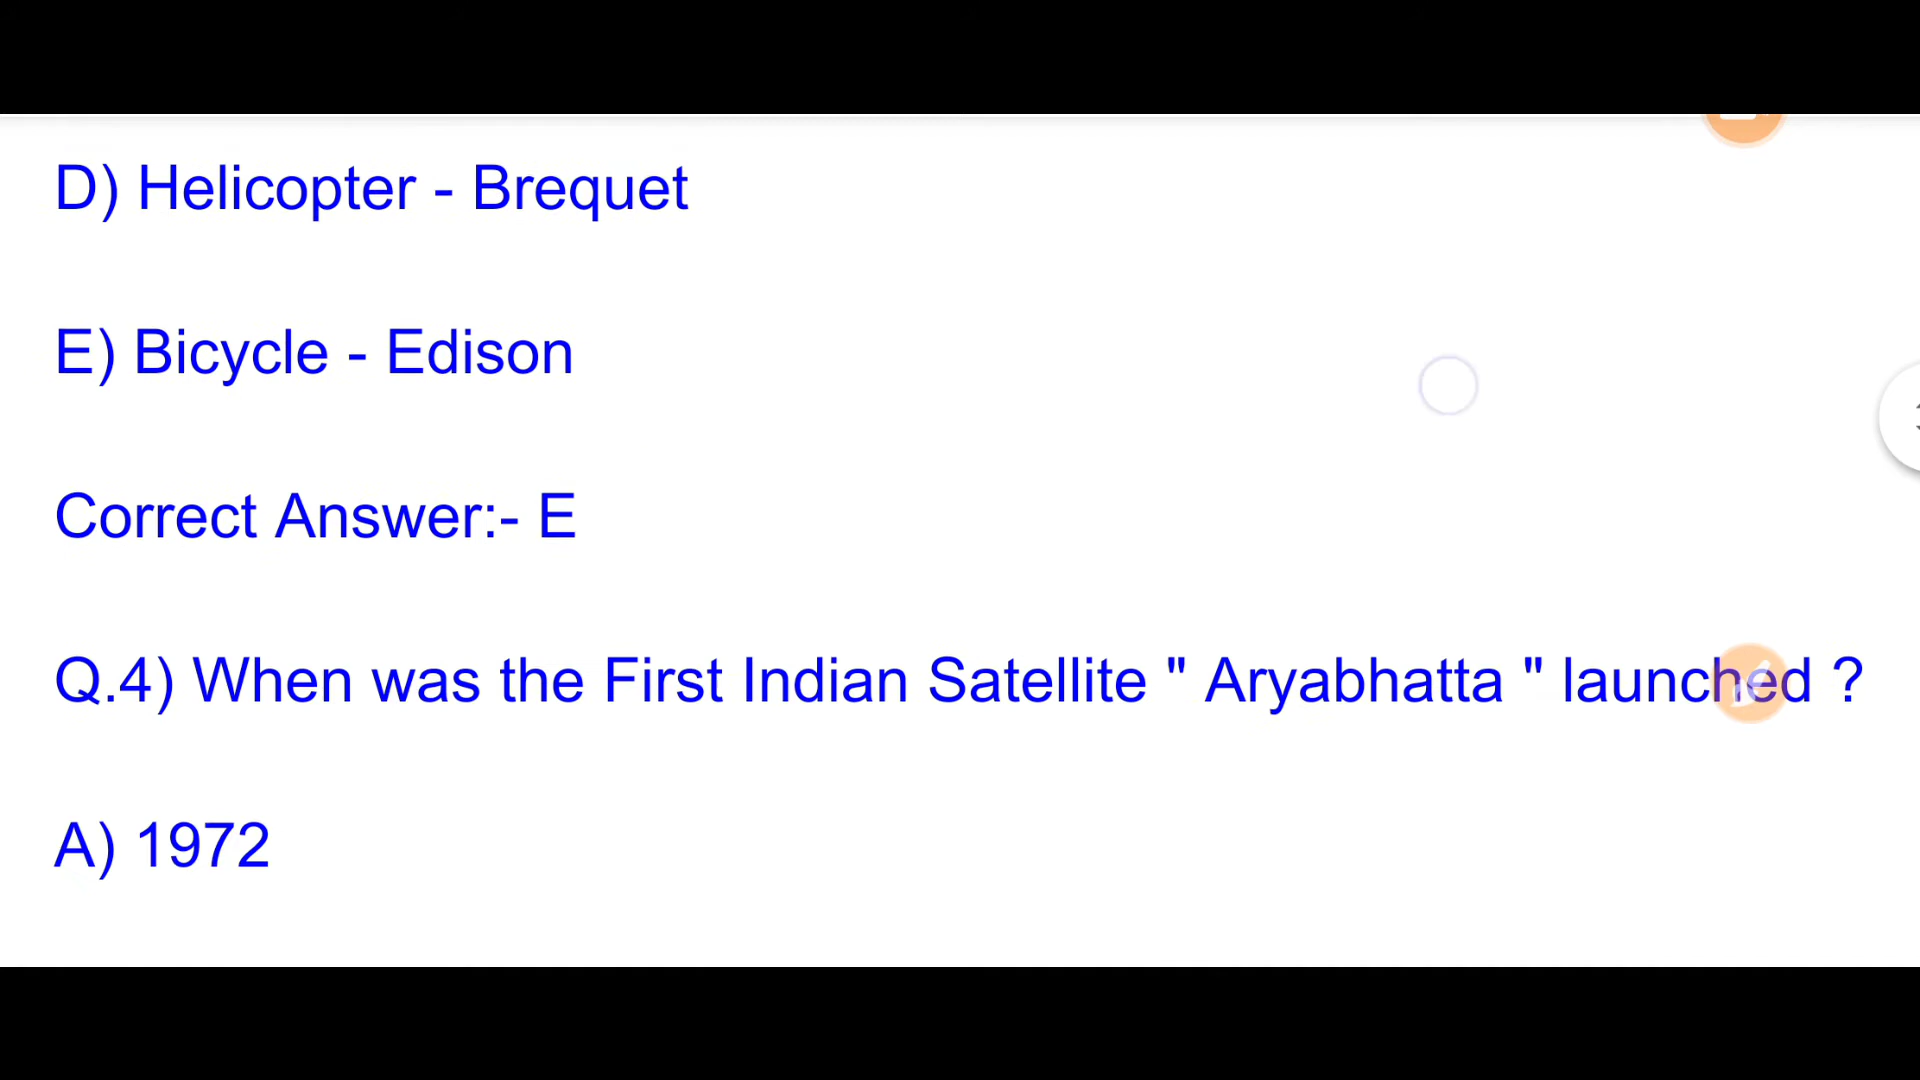 D) Helicopter - Brequet
E) Bicycle - Edison
Correct Answer:- E
Q.4) When was the First Indian Satellite " Aryabhatta " launched ?
A) 1972